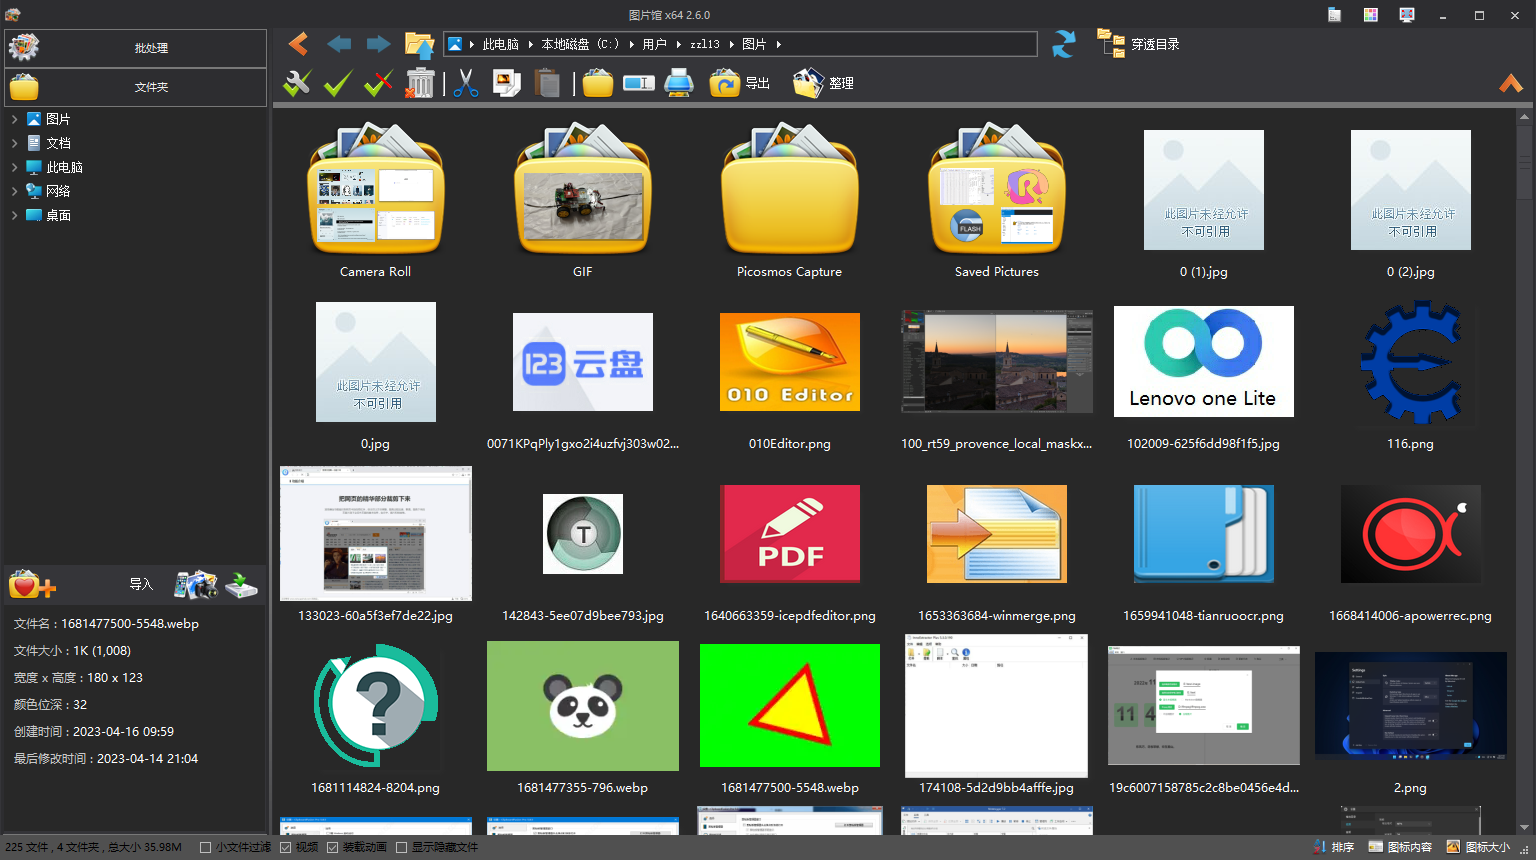 图片馆 x64 2.6.0
批处理
文件夹
此电脑
本地磁盘 (C:)
用户
zzl13
图片
穿透目录
导出
整理
图片
文档
此电脑
网络
桌面
Camera Roll
GIF
Picosmos Capture
FLASH
Saved Pictures
此图片未经允许
不可引用
0 (1).jpg
此图片未经允许
不可引用
0 (2).jpg
此图片未经允许
不可引用
0.jpg
123 云盘
0071KPqPly1gxo2i4uzfvj303w02...
010 Editor
010Editor.png
100_rt59_provence_local_maskx...
Lenovo one Lite
102009-625f6dd98f1f5.jpg
116.png
把网页的精华部分裁剪下来
133023-60a5f3ef7de22.jpg
T
142843-5ee07d9bee793.jpg
PDF
1640663359-icepdfeditor.png
1653363684-winmerge.png
1659941048-tianruoocr.png
1668414006-apowerrec.png
?
1681114824-8204.png
1681477355-796.webp
1681477500-5548.webp
174108-5d2d9bb4afffe.jpg
19c6007158785c2c8be0456e4d...
Settings
2.png
导入
文件名 : 1681477500-5548.webp
文件大小 : 1K (1,008)
宽度 x 高度 : 180 x 123
颜色位深 : 32
创建时间 : 2023-04-16 09:59
最后修改时间 : 2023-04-14 21:04
225 文件 , 4 文件夹 , 总大小 35.98M
小文件过滤
视频
装载动画
显示隐藏文件
排序
图标内容
图标大小